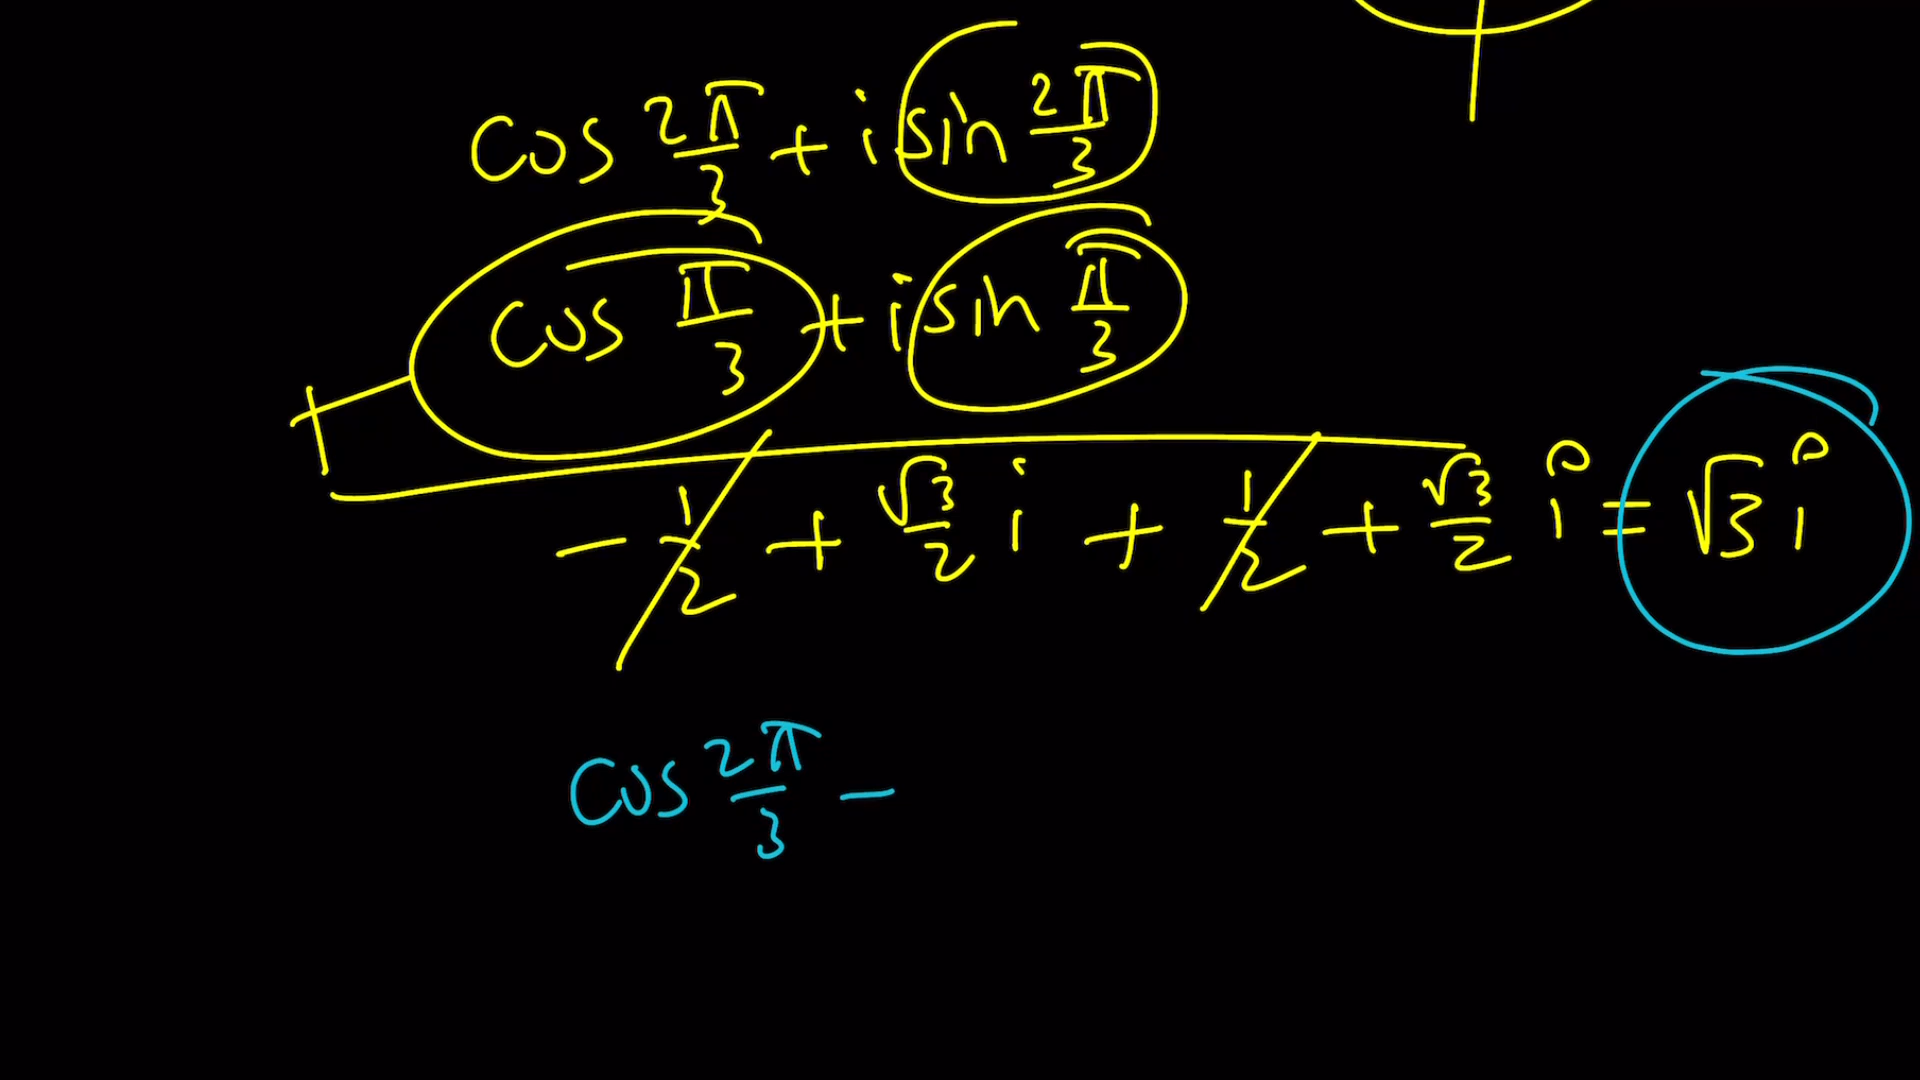 cos 2π/3 + i sin 2π/3
+ cos π/3 + i sin π/3
- 1/2 + √3/2 i + 1/2 + √3/2 i = √3 i
cos 2π/3 -